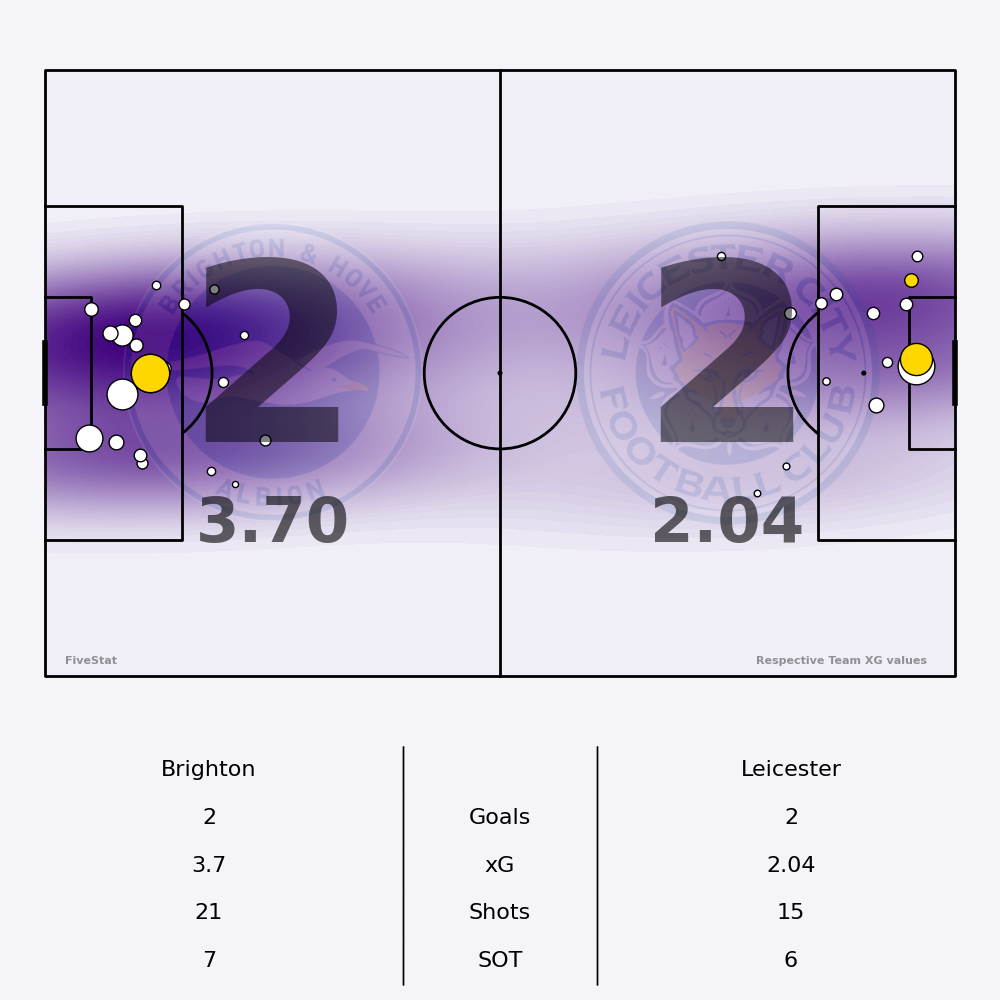 BRIGHTON & HOVE
ALBION
LEICESTER CITY
FOOTBALL CLUB
2 2
3.70 2.04
FiveStat Respective Team XG values
Brighton Leicester
2 Goals 2
3.7 xG 2.04
21 Shots 15
7 SOT 6